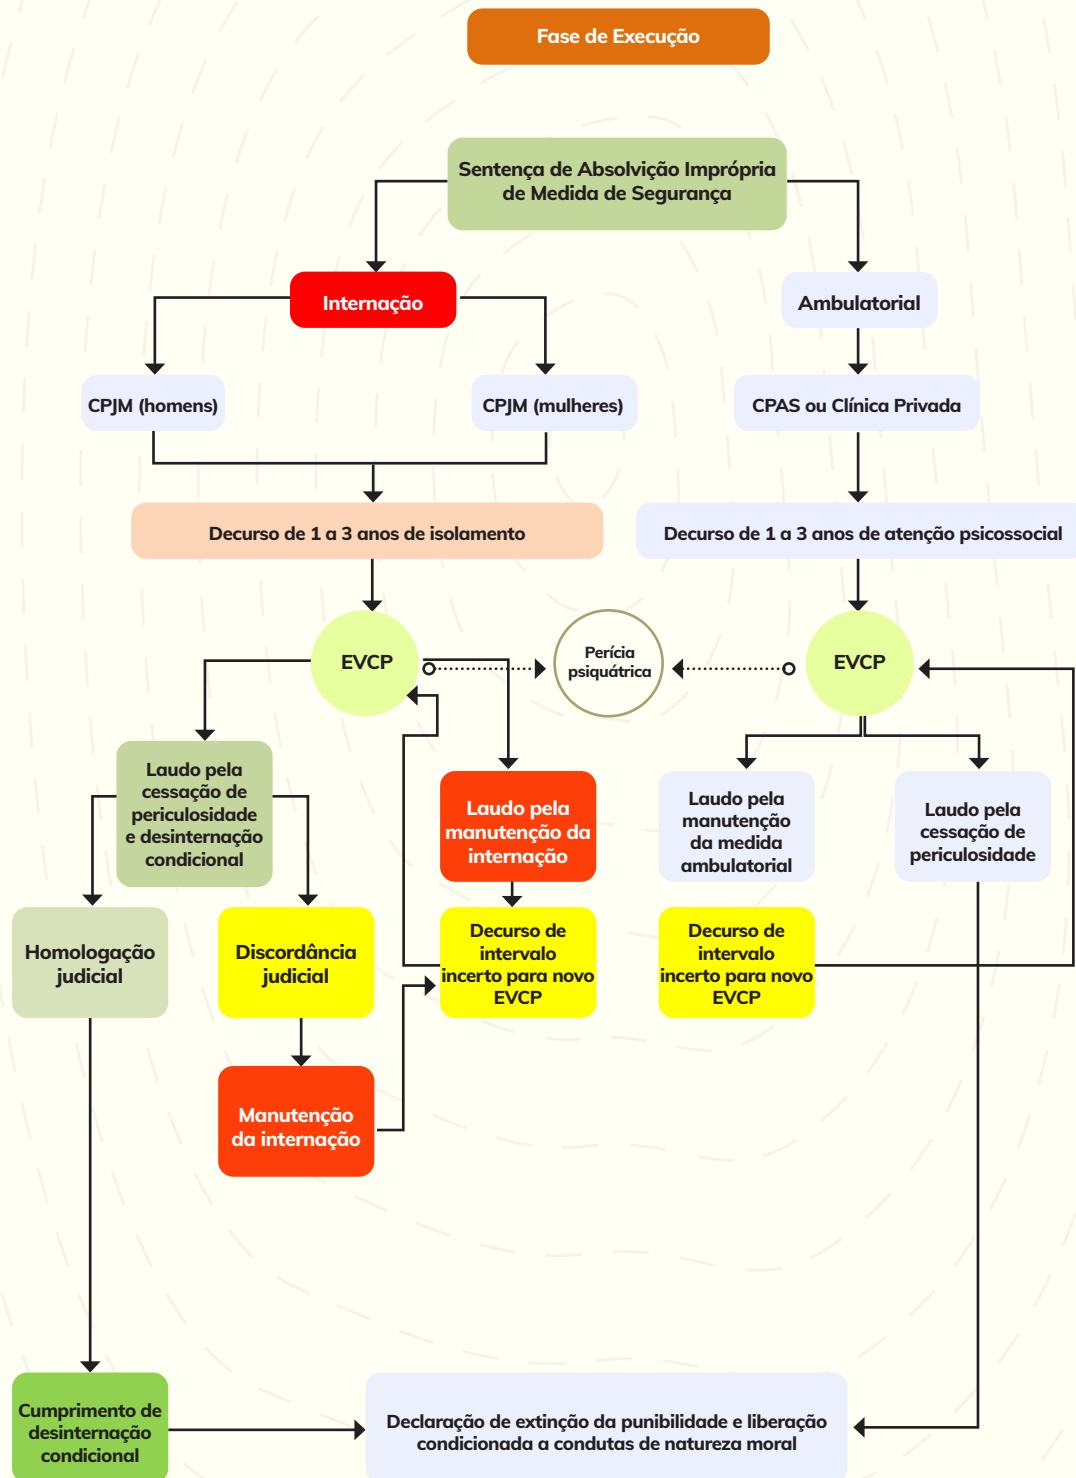 Fase de Execução
Sentença de Absolvição Imprópria
de Medida de Segurança
Internação
Ambulatorial
CPJM (homens)
CPJM (mulheres)
CPAS ou Clínica Privada
Decurso de 1 a 3 anos de isolamento
Decurso de 1 a 3 anos de atenção psicossocial
EVCP
Perícia
psiquátrica
EVCP
Laudo pela
cessação de
periculosidade
e desinternação
condicional
Laudo pela
manutenção da
internação
Laudo pela
manutenção
da medida
ambulatorial
Laudo pela
cessação de
periculosidade
Homologação
judicial
Discordância
judicial
Decurso de
intervalo
incerto para novo
EVCP
Decurso de
intervalo
incerto para novo
EVCP
Manutenção
da internação
Cumprimento de
desinternação
condicional
Declaração de extinção da punibilidade e liberação
condicionada a condutas de natureza moral